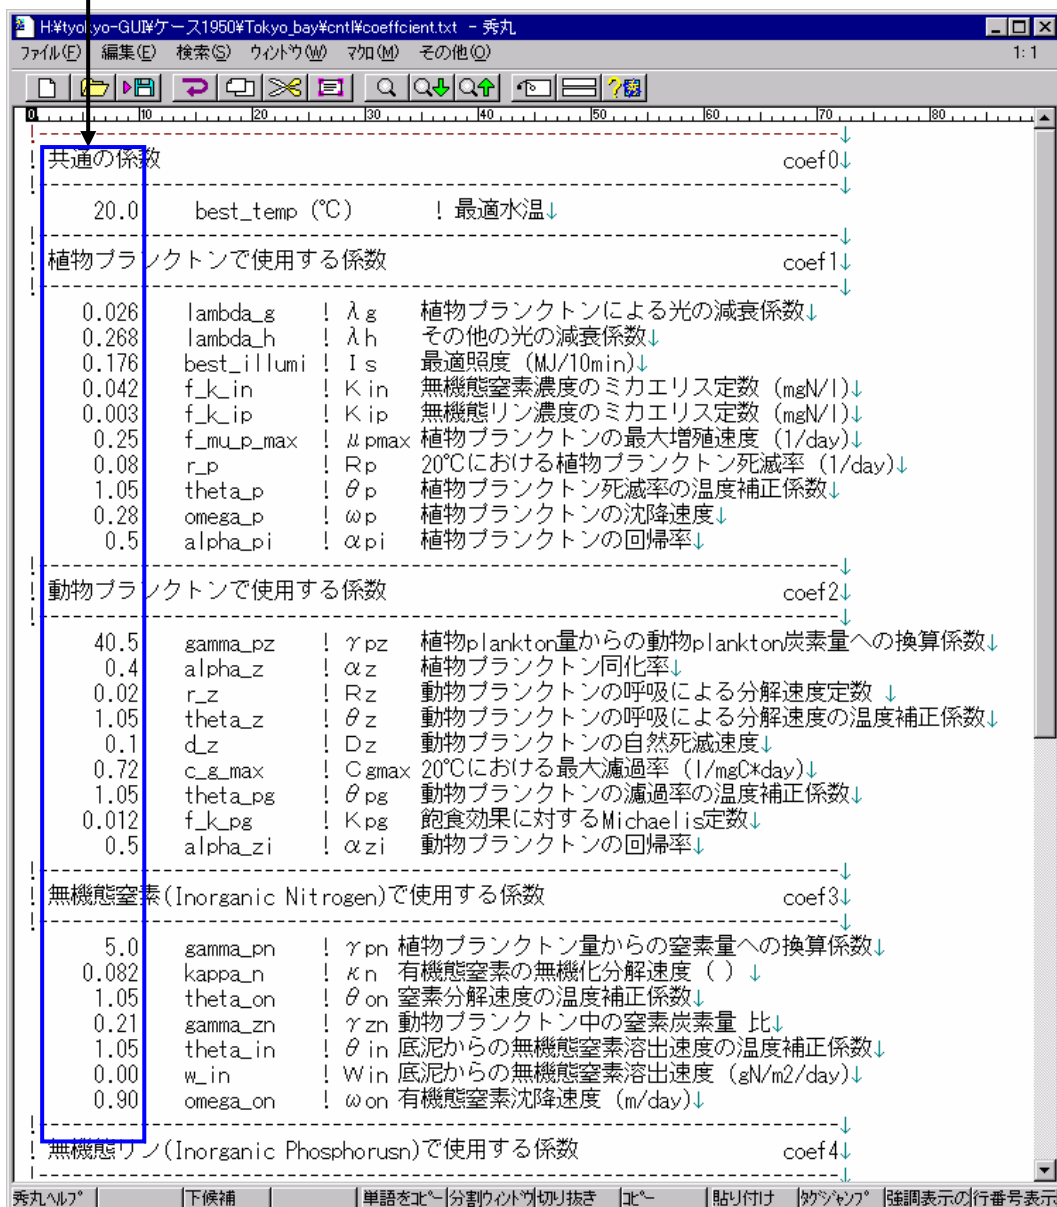 H:¥tyokyo-GUI¥ケース1950¥Tokyo_bay¥cntl¥coeffcient.txt － 秀丸
ファイル(F) 編集(E) 検索(S) ウィンドウ(W) マクロ(M) その他(O) 1: 1
0 10 20 30 40 50 60 70 80
!------------------------------------------------------------------------↓
! 共通の係数 coef0↓
!------------------------------------------------------------------------↓
20.0 best_temp (℃) ! 最適水温↓
!------------------------------------------------------------------------↓
! 植物プランクトンで使用する係数 coef1↓
!------------------------------------------------------------------------↓
0.026 lambda_g ! λg 植物プランクトンによる光の減衰係数↓
0.268 lambda_h ! λh その他の光の減衰係数↓
0.176 best_illumi ! Ｉs 最適照度 (MJ/10min)↓
0.042 f_k_in ! Ｋin 無機態窒素濃度のミカエリス定数 (mgN/l)↓
0.003 f_k_ip ! Ｋip 無機態リン濃度のミカエリス定数 (mgN/l)↓
0.25 f_mu_p_max ! μpmax 植物プランクトンの最大増殖速度 (1/day)↓
0.08 r_p ! Ｒp 20℃における植物プランクトン死滅率 (1/day)↓
1.05 theta_p ! θp 植物プランクトン死滅率の温度補正係数↓
0.28 omega_p ! ωp 植物プランクトンの沈降速度↓
0.5 alpha_pi ! αpi 植物プランクトンの回帰率↓
!------------------------------------------------------------------------↓
! 動物プランクトンで使用する係数 coef2↓
!------------------------------------------------------------------------↓
40.5 gamma_pz ! γpz 植物plankton量からの動物plankton炭素量への換算係数↓
0.4 alpha_z ! αz 植物プランクトン同化率↓
0.02 r_z ! Ｒz 動物プランクトンの呼吸による分解速度定数 ↓
1.05 theta_z ! θz 動物プランクトンの呼吸による分解速度の温度補正係数↓
0.1 d_z ! Ｄz 動物プランクトンの自然死滅速度↓
0.72 c_g_max ! Ｃgmax 20℃における最大濾過率 (l/mgC*day)↓
1.05 theta_pg ! θpg 動物プランクトンの濾過率の温度補正係数↓
0.012 f_k_pg ! Ｋpg 飽食効果に対するMichaelis定数↓
0.5 alpha_zi ! αzi 動物プランクトンの回帰率↓
!------------------------------------------------------------------------↓
! 無機態窒素(Inorganic Nitrogen)で使用する係数 coef3↓
!------------------------------------------------------------------------↓
5.0 gamma_pn ! γpn 植物プランクトン量からの窒素量への換算係数↓
0.082 kappa_n ! κn 有機態窒素の無機化分解速度 ( ) ↓
1.05 theta_on ! θon 窒素分解速度の温度補正係数↓
0.21 gamma_zn ! γzn 動物プランクトン中の窒素炭素量 比↓
1.05 theta_in ! θin 底泥からの無機態窒素溶出速度の温度補正係数↓
0.00 w_in ! Ｗin 底泥からの無機態窒素溶出速度 (gN/m2/day)↓
0.90 omega_on ! ωon 有機態窒素沈降速度 (m/day)↓
!------------------------------------------------------------------------↓
! 無機態リン(Inorganic Phosphorusn)で使用する係数 coef4↓
!------------------------------------------------------------------------↓
秀丸ヘルプ 下候補 単語をコピー 分割ウィンドウ 切り抜き コピー 貼り付け タグジャンプ 強調表示の 行番号表示